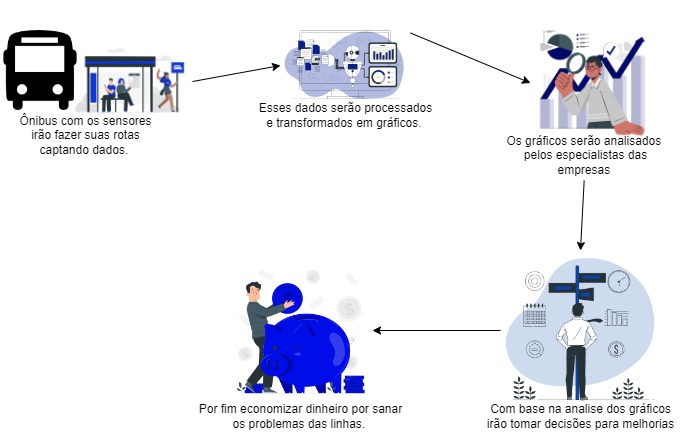 Ônibus com os sensores
irão fazer suas rotas
captando dados.
Esses dados serão processados
e transformados em gráficos.
Os gráficos serão analisados
pelos especialistas das
empresas
Com base na analise dos gráficos
irão tomar decisões para melhorias
Por fim economizar dinheiro por sanar
os problemas das linhas.